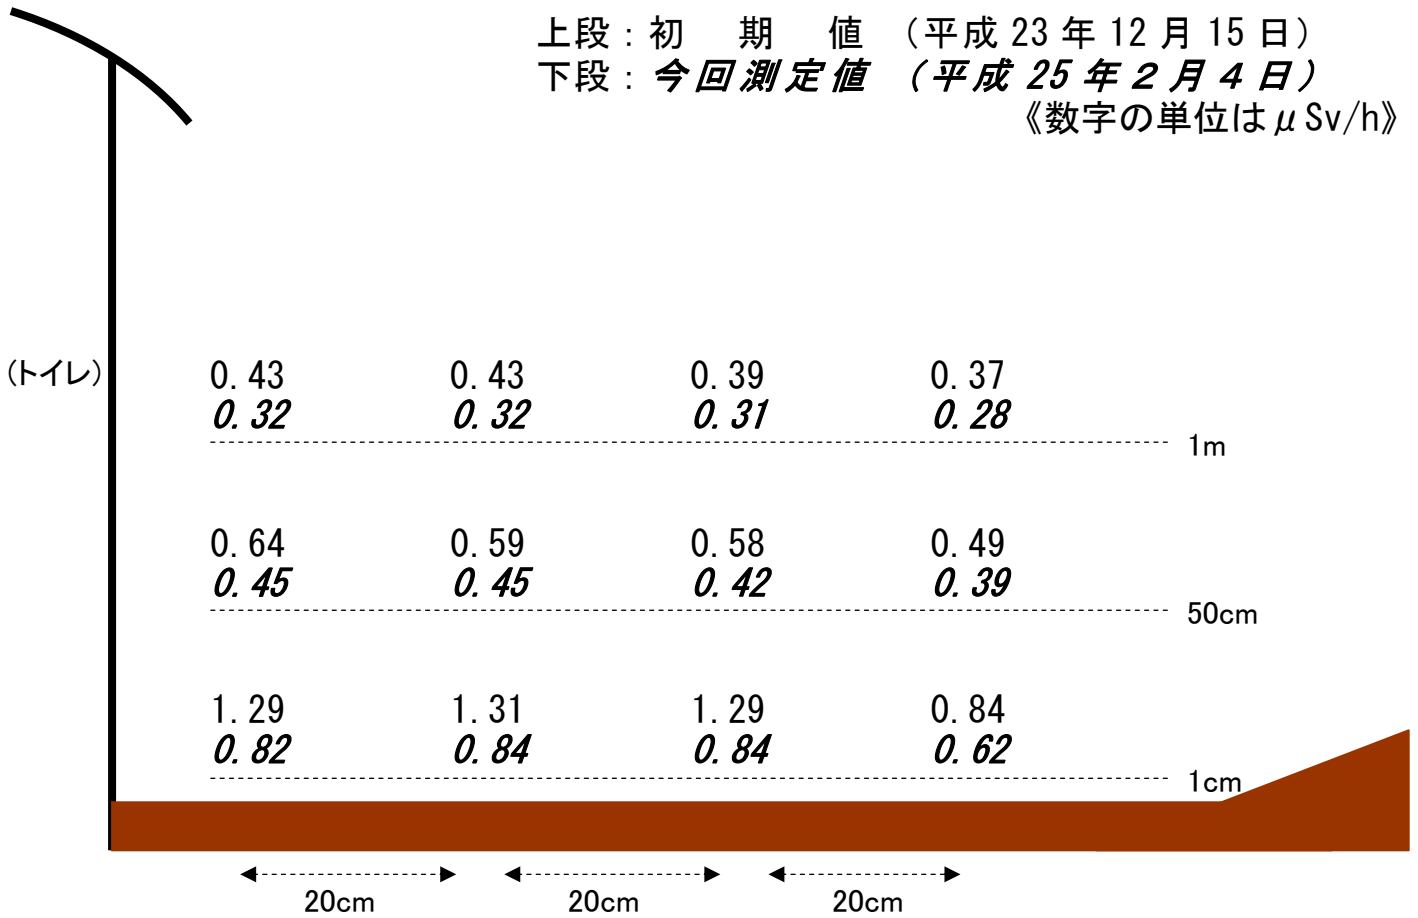 上段：初　期　値　（平成 23 年 12 月 15 日）
下段：今回測定値　（平成 25 年 2 月 4 日）
《数字の単位はμSv/h》
(トイレ)
0.43 0.43 0.39 0.37
0.32 0.32 0.31 0.28
1m
0.64 0.59 0.58 0.49
0.45 0.45 0.42 0.39
50cm
1.29 1.31 1.29 0.84
0.82 0.84 0.84 0.62
1cm
20cm 20cm 20cm